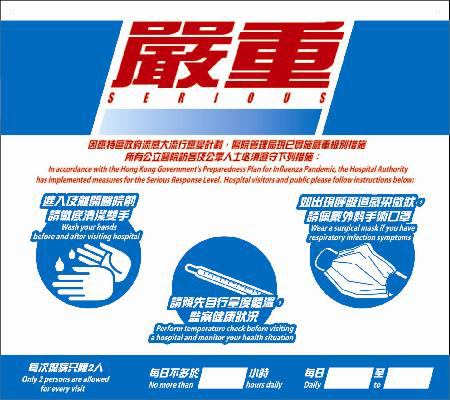 嚴重
SERIOUS
因應特區政府流感大流行應變計劃，醫院管理局現已實施嚴重級別措施
所有公立醫院訪客及公眾人士必須遵守下列措施：
In accordance with the Hong Kong Government's Preparedness Plan for Influenza Pandemic, the Hospital Authority
has implemented measures for the Serious Response Level. Hospital visitors and public please follow instructions below:
進入及離開醫院前
請徹底清潔雙手
Wash your hands
before and after visiting hospital
如出現呼吸道感染徵狀，
請佩戴外科手術口罩
Wear a surgical mask if you have
respiratory infection symptoms
請預先自行量度體溫，
監察健康狀況
Perform temperature check before visiting
a hospital and monitor your health situation
每次探病只限2人
Only 2 persons are allowed
for every visit
每日不多於 小時
No more than hours daily
每日 至
Daily to